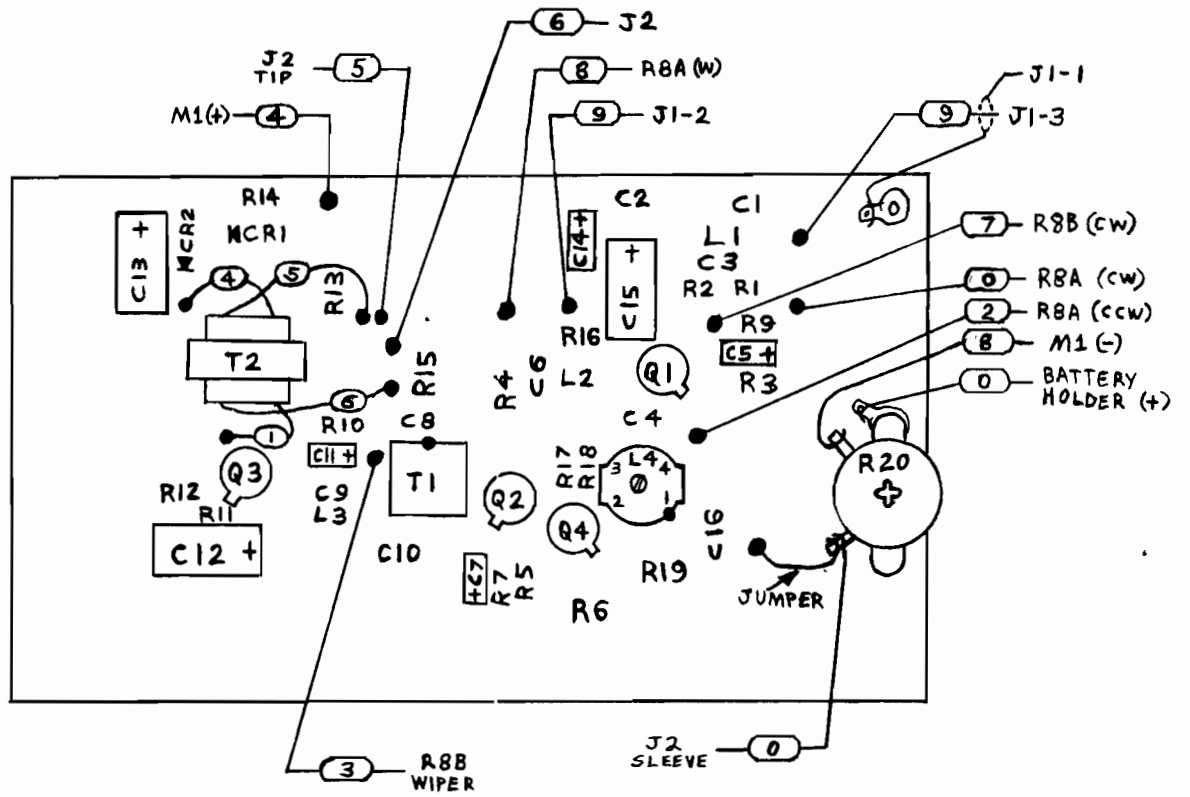 6 J2
J2
TIP
5
8 R8A (W)
J1-1
M1(+) 4
9 J1-2
9 J1-3
R14
C2
C1
0
C13 +
CR2
CR1
C14 +
L1
C3
7 R8B (CW)
4
5
R13
C15 +
R2 R1
0 R8A (CW)
R16
R9
2 R8A (CCW)
T2
R15
R4
C6
L2
Q1
C5 +
R3
8 M1 (-)
0 BATTERY
HOLDER (+)
6
R10
C8
C4
1
C11 +
Q3
T1
R17
R18
3 L4 4
2 1
R20
R12
R11
C9
L3
Q2
Q4
C12 +
C10
+ C7
R7
R5
R19
C16
JUMPER
R6
3 R8B
WIPER
J2
SLEEVE
0